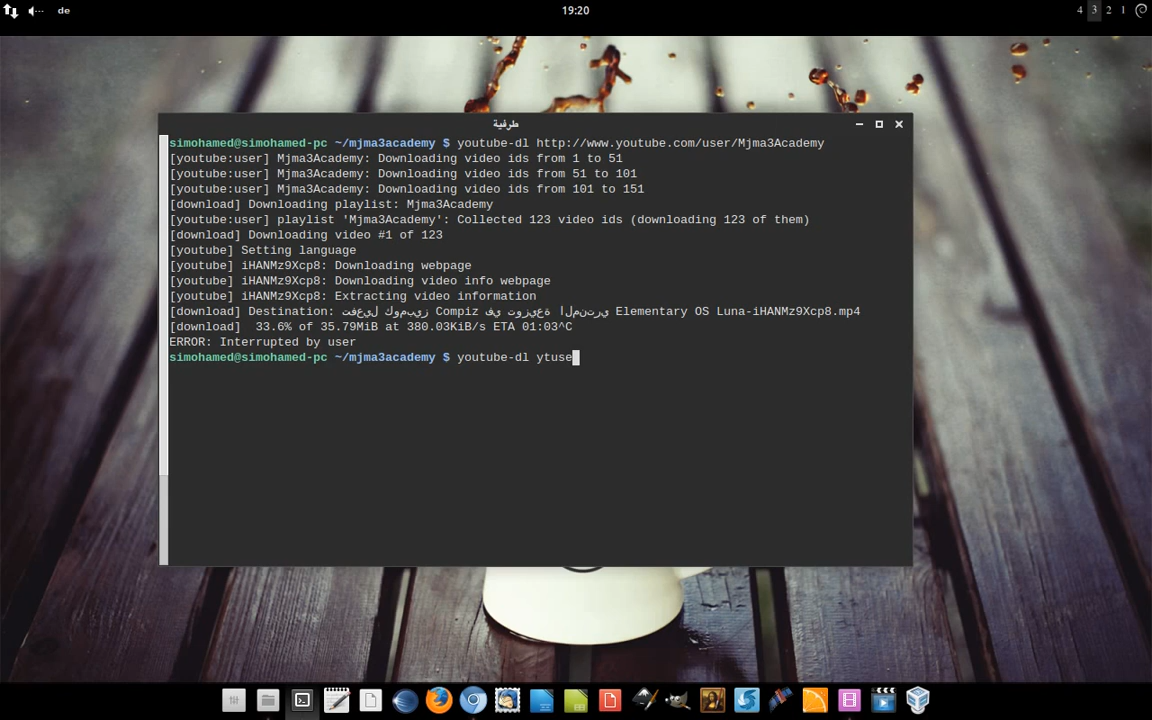 de
19:20
4 3 2 1
طرفية
simohamed@simohamed-pc ~/mjma3academy $ youtube-dl http://www.youtube.com/user/Mjma3Academy
[youtube:user] Mjma3Academy: Downloading video ids from 1 to 51
[youtube:user] Mjma3Academy: Downloading video ids from 51 to 101
[youtube:user] Mjma3Academy: Downloading video ids from 101 to 151
[download] Downloading playlist: Mjma3Academy
[youtube:user] playlist 'Mjma3Academy': Collected 123 video ids (downloading 123 of them)
[download] Downloading video #1 of 123
[youtube] Setting language
[youtube] iHANMz9Xcp8: Downloading webpage
[youtube] iHANMz9Xcp8: Downloading video info webpage
[youtube] iHANMz9Xcp8: Extracting video information
[download] Destination: تفعيل كومبيز Compiz في توزيعة المنتري Elementary OS Luna-iHANMz9Xcp8.mp4
[download]  33.6% of 35.79MiB at 380.03KiB/s ETA 01:03^C
ERROR: Interrupted by user
simohamed@simohamed-pc ~/mjma3academy $ youtube-dl ytuse